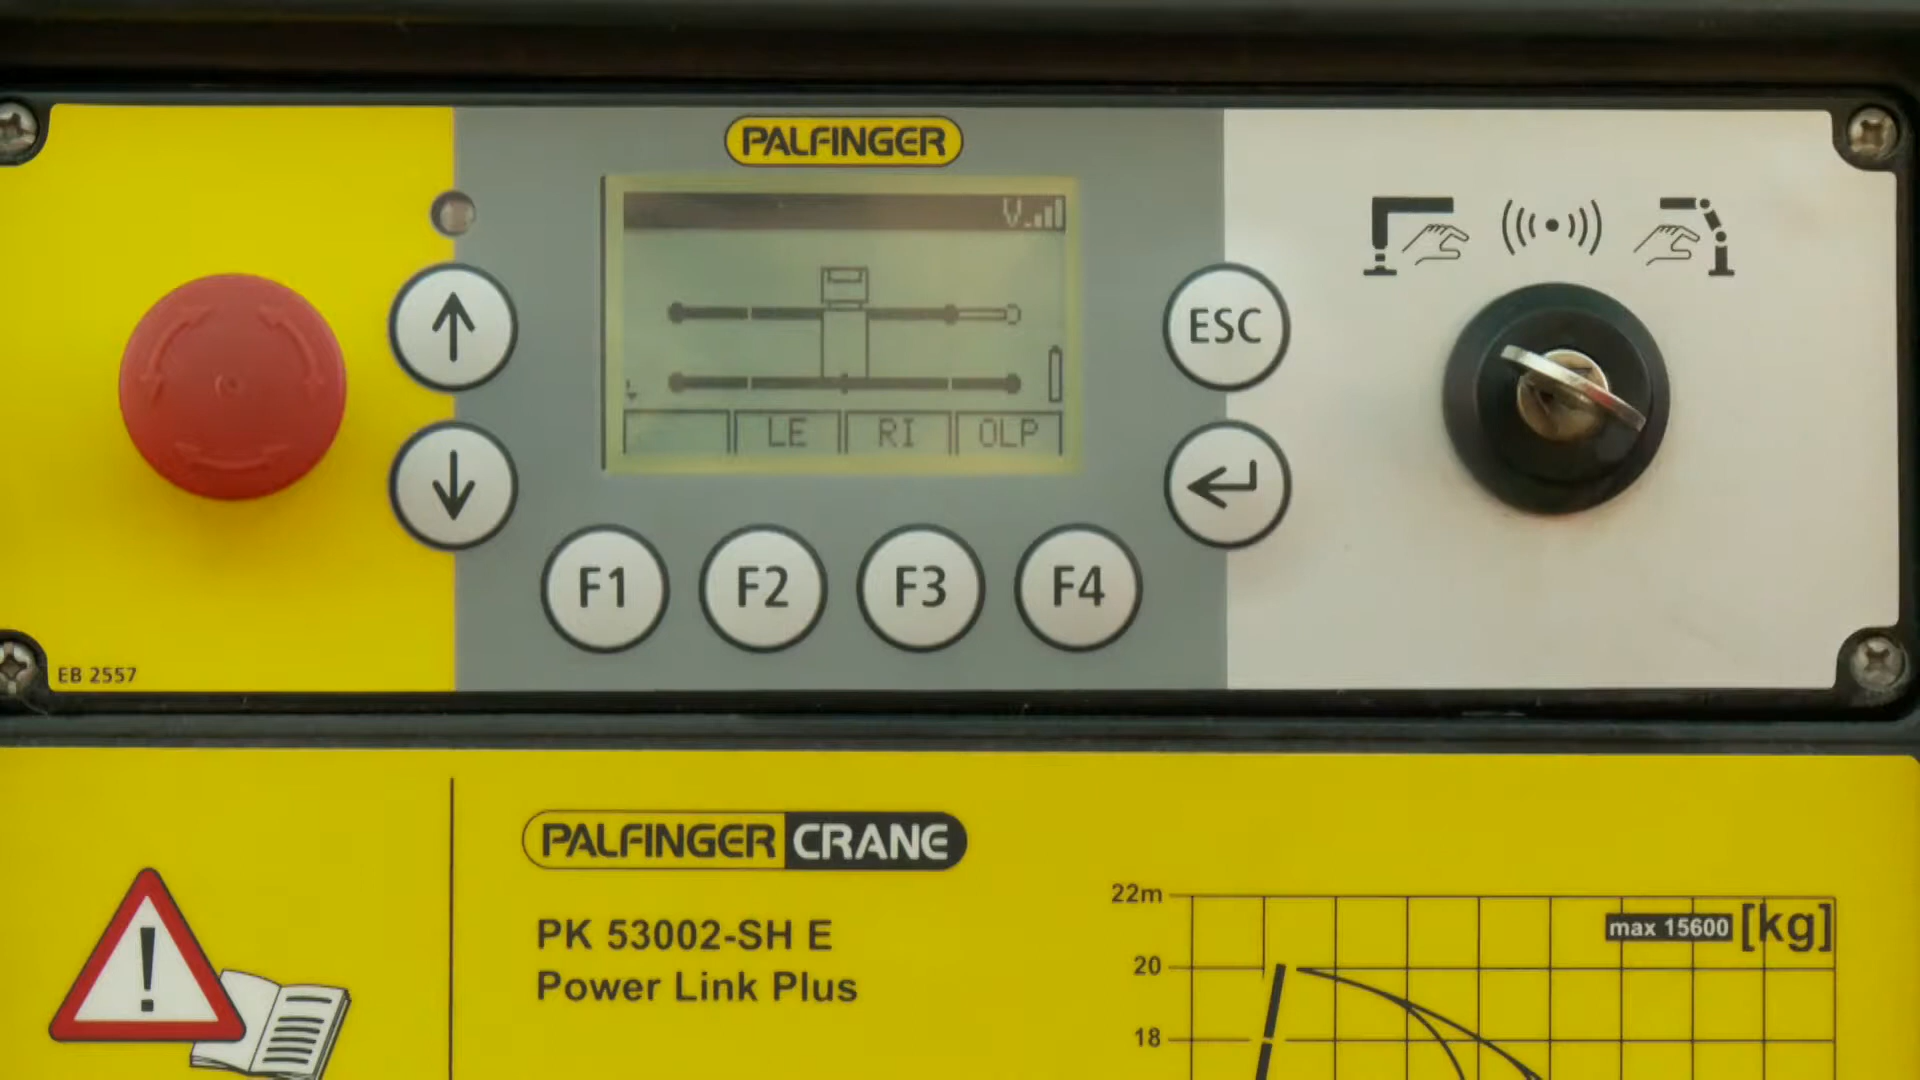 PALFINGER
V
LE RI OLP
ESC
F1 F2 F3 F4
EB 2557
PALFINGER CRANE
PK 53002-SH E
Power Link Plus
22m
max 15600 [kg]
20
18